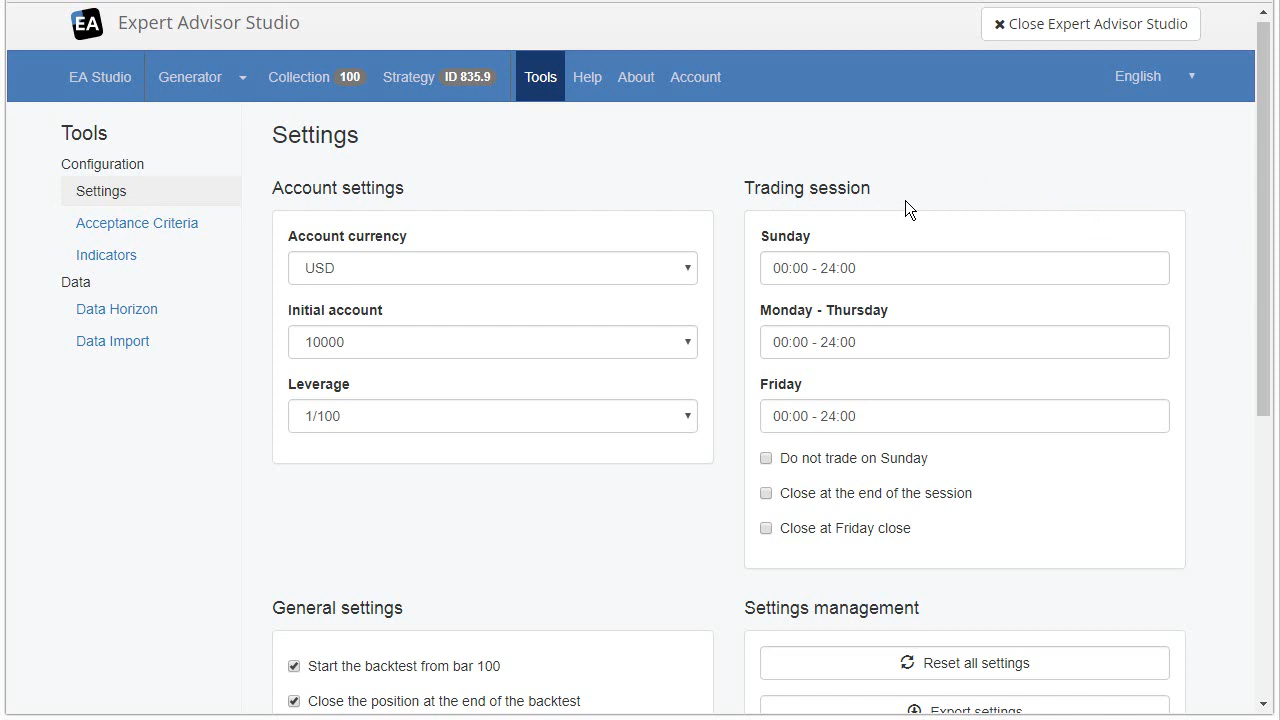 EA Expert Advisor Studio
✖ Close Expert Advisor Studio
EA Studio Generator Collection 100 Strategy ID 835.9 Tools Help About Account English
Tools
Configuration
Settings
Acceptance Criteria
Indicators
Data
Data Horizon
Data Import
Settings
Account settings
Account currency
USD
Initial account
10000
Leverage
1/100
Trading session
Sunday
00:00 - 24:00
Monday - Thursday
00:00 - 24:00
Friday
00:00 - 24:00
Do not trade on Sunday
Close at the end of the session
Close at Friday close
General settings
Start the backtest from bar 100
Close the position at the end of the backtest
Settings management
Reset all settings
Export settings